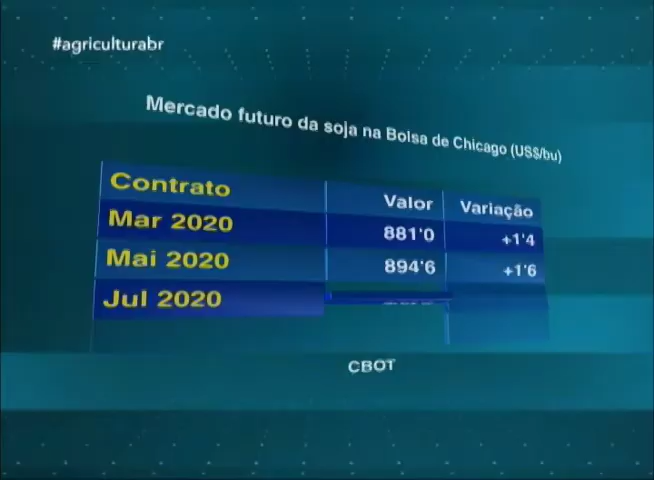 #agriculturabr
Mercado futuro da soja na Bolsa de Chicago (US$/bu)
Contrato Valor Variação
Mar 2020 881'0 +1'4
Mai 2020 894'6 +1'6
Jul 2020
CBOT